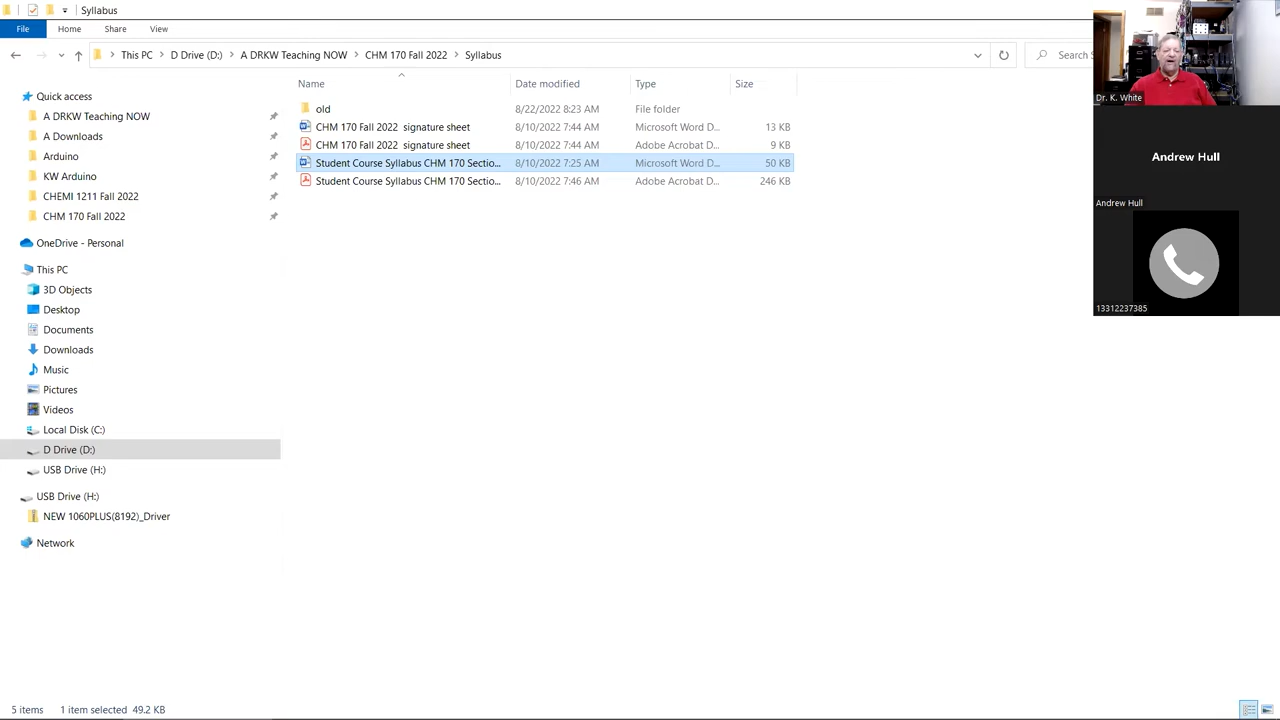 Syllabus
File Home Share View
This PC D Drive (D:) A DRKW Teaching NOW CHM 170 Fall 2022 Syllabus Search S
Name Date modified Type Size
old 8/22/2022 8:23 AM File folder
CHM 170 Fall 2022 signature sheet 8/10/2022 7:44 AM Microsoft Word D... 13 KB
CHM 170 Fall 2022 signature sheet 8/10/2022 7:44 AM Adobe Acrobat D... 9 KB
Student Course Syllabus CHM 170 Sectio... 8/10/2022 7:25 AM Microsoft Word D... 50 KB
Student Course Syllabus CHM 170 Sectio... 8/10/2022 7:46 AM Adobe Acrobat D... 246 KB
Quick access
A DRKW Teaching NOW
A Downloads
Arduino
KW Arduino
CHEMI 1211 Fall 2022
CHM 170 Fall 2022
OneDrive - Personal
This PC
3D Objects
Desktop
Documents
Downloads
Music
Pictures
Videos
Local Disk (C:)
D Drive (D:)
USB Drive (H:)
USB Drive (H:)
NEW 1060PLUS(8192)_Driver
Network
5 items 1 item selected 49.2 KB
Dr. K. White
Andrew Hull
Andrew Hull
13312237385